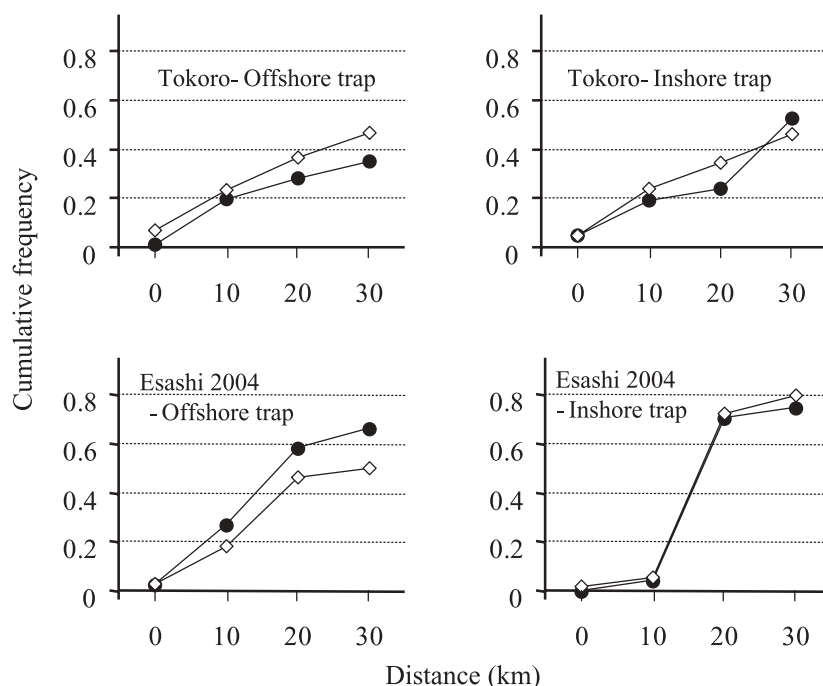 Cumulative frequency
0.8
0.6
0.4
0.2
0
Tokoro- Offshore trap
0 10 20 30
0.8
0.6
0.4
0.2
0
Tokoro- Inshore trap
0 10 20 30
0.8
0.6
0.4
0.2
0
Esashi 2004
- Offshore trap
0 10 20 30
0.8
0.6
0.4
0.2
0
Esashi 2004
- Inshore trap
0 10 20 30
Distance (km)